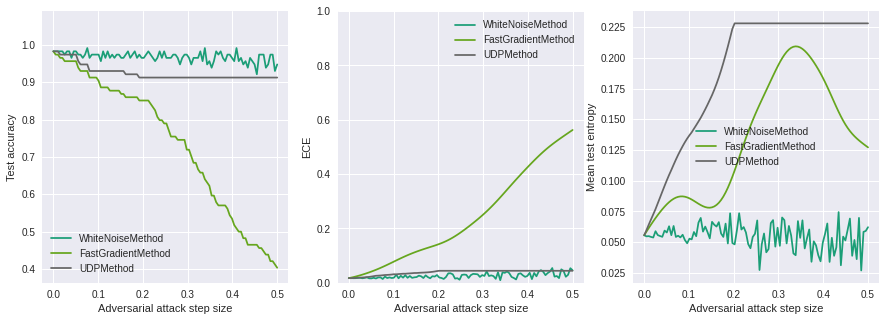 Test accuracy
1.0
0.9
0.8
0.7
0.6
0.5
0.4
WhiteNoiseMethod
FastGradientMethod
UDPMethod
0.0 0.1 0.2 0.3 0.4 0.5
Adversarial attack step size
ECE
1.0
0.8
0.6
0.4
0.2
0.0
WhiteNoiseMethod
FastGradientMethod
UDPMethod
0.0 0.1 0.2 0.3 0.4 0.5
Adversarial attack step size
Mean test entropy
0.225
0.200
0.175
0.150
0.125
0.100
0.075
0.050
0.025
WhiteNoiseMethod
FastGradientMethod
UDPMethod
0.0 0.1 0.2 0.3 0.4 0.5
Adversarial attack step size